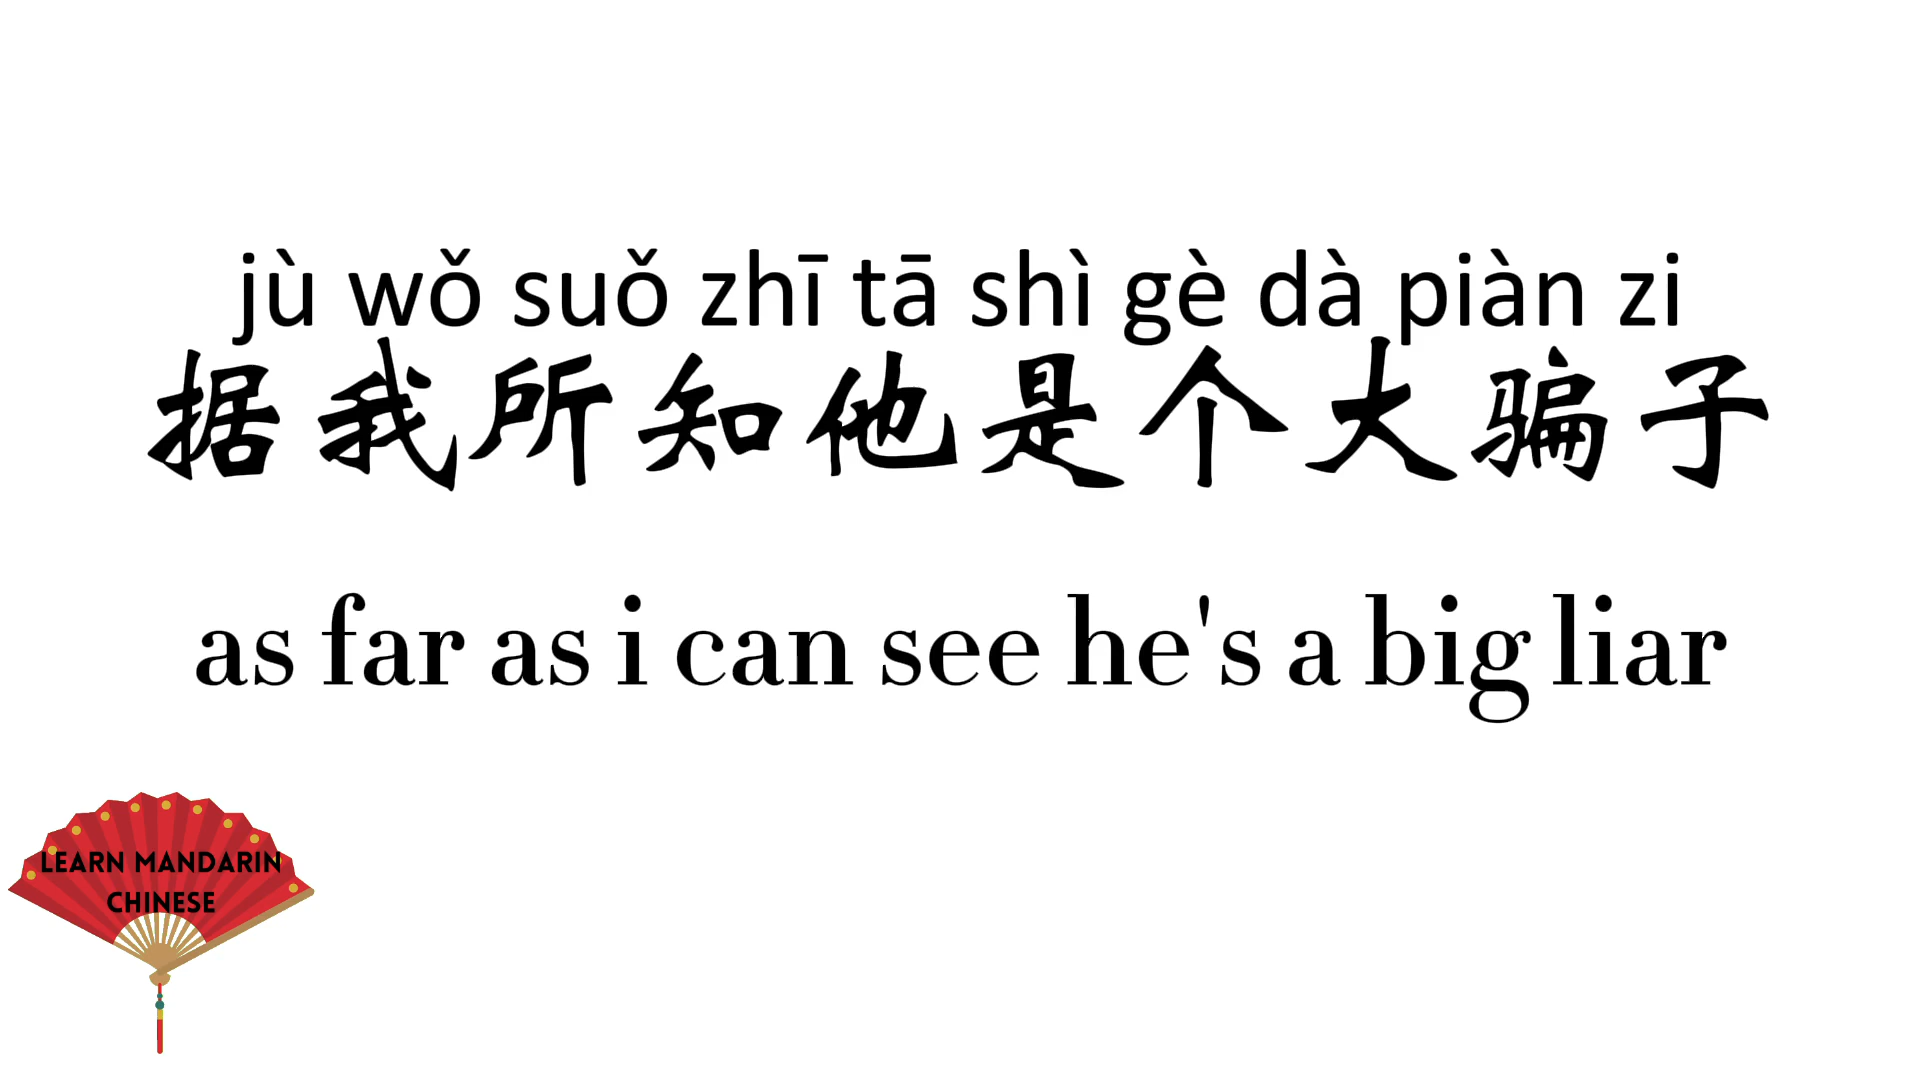 jù wǒ suǒ zhī tā shì gè dà piàn zi
据我所知他是个大骗子
as far as i can see he's a big liar
LEARN MANDARIN
CHINESE